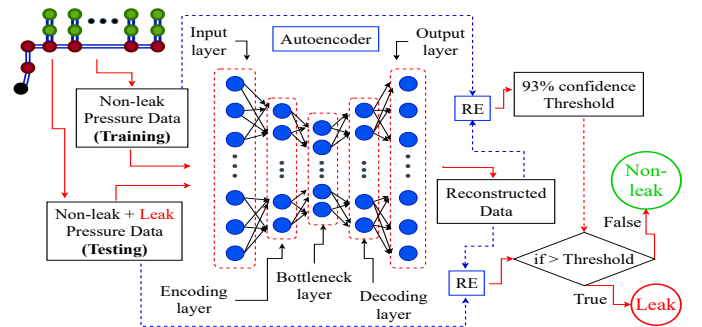 Input
layer
Autoencoder
Output
layer
Non-leak
Pressure Data
(Training)
RE
93% confidence
Threshold
Non-
leak
Non-leak + Leak
Pressure Data
(Testing)
Reconstructed
Data
False
if > Threshold
RE
True
Leak
Encoding
layer
Bottleneck
layer
Decoding
layer